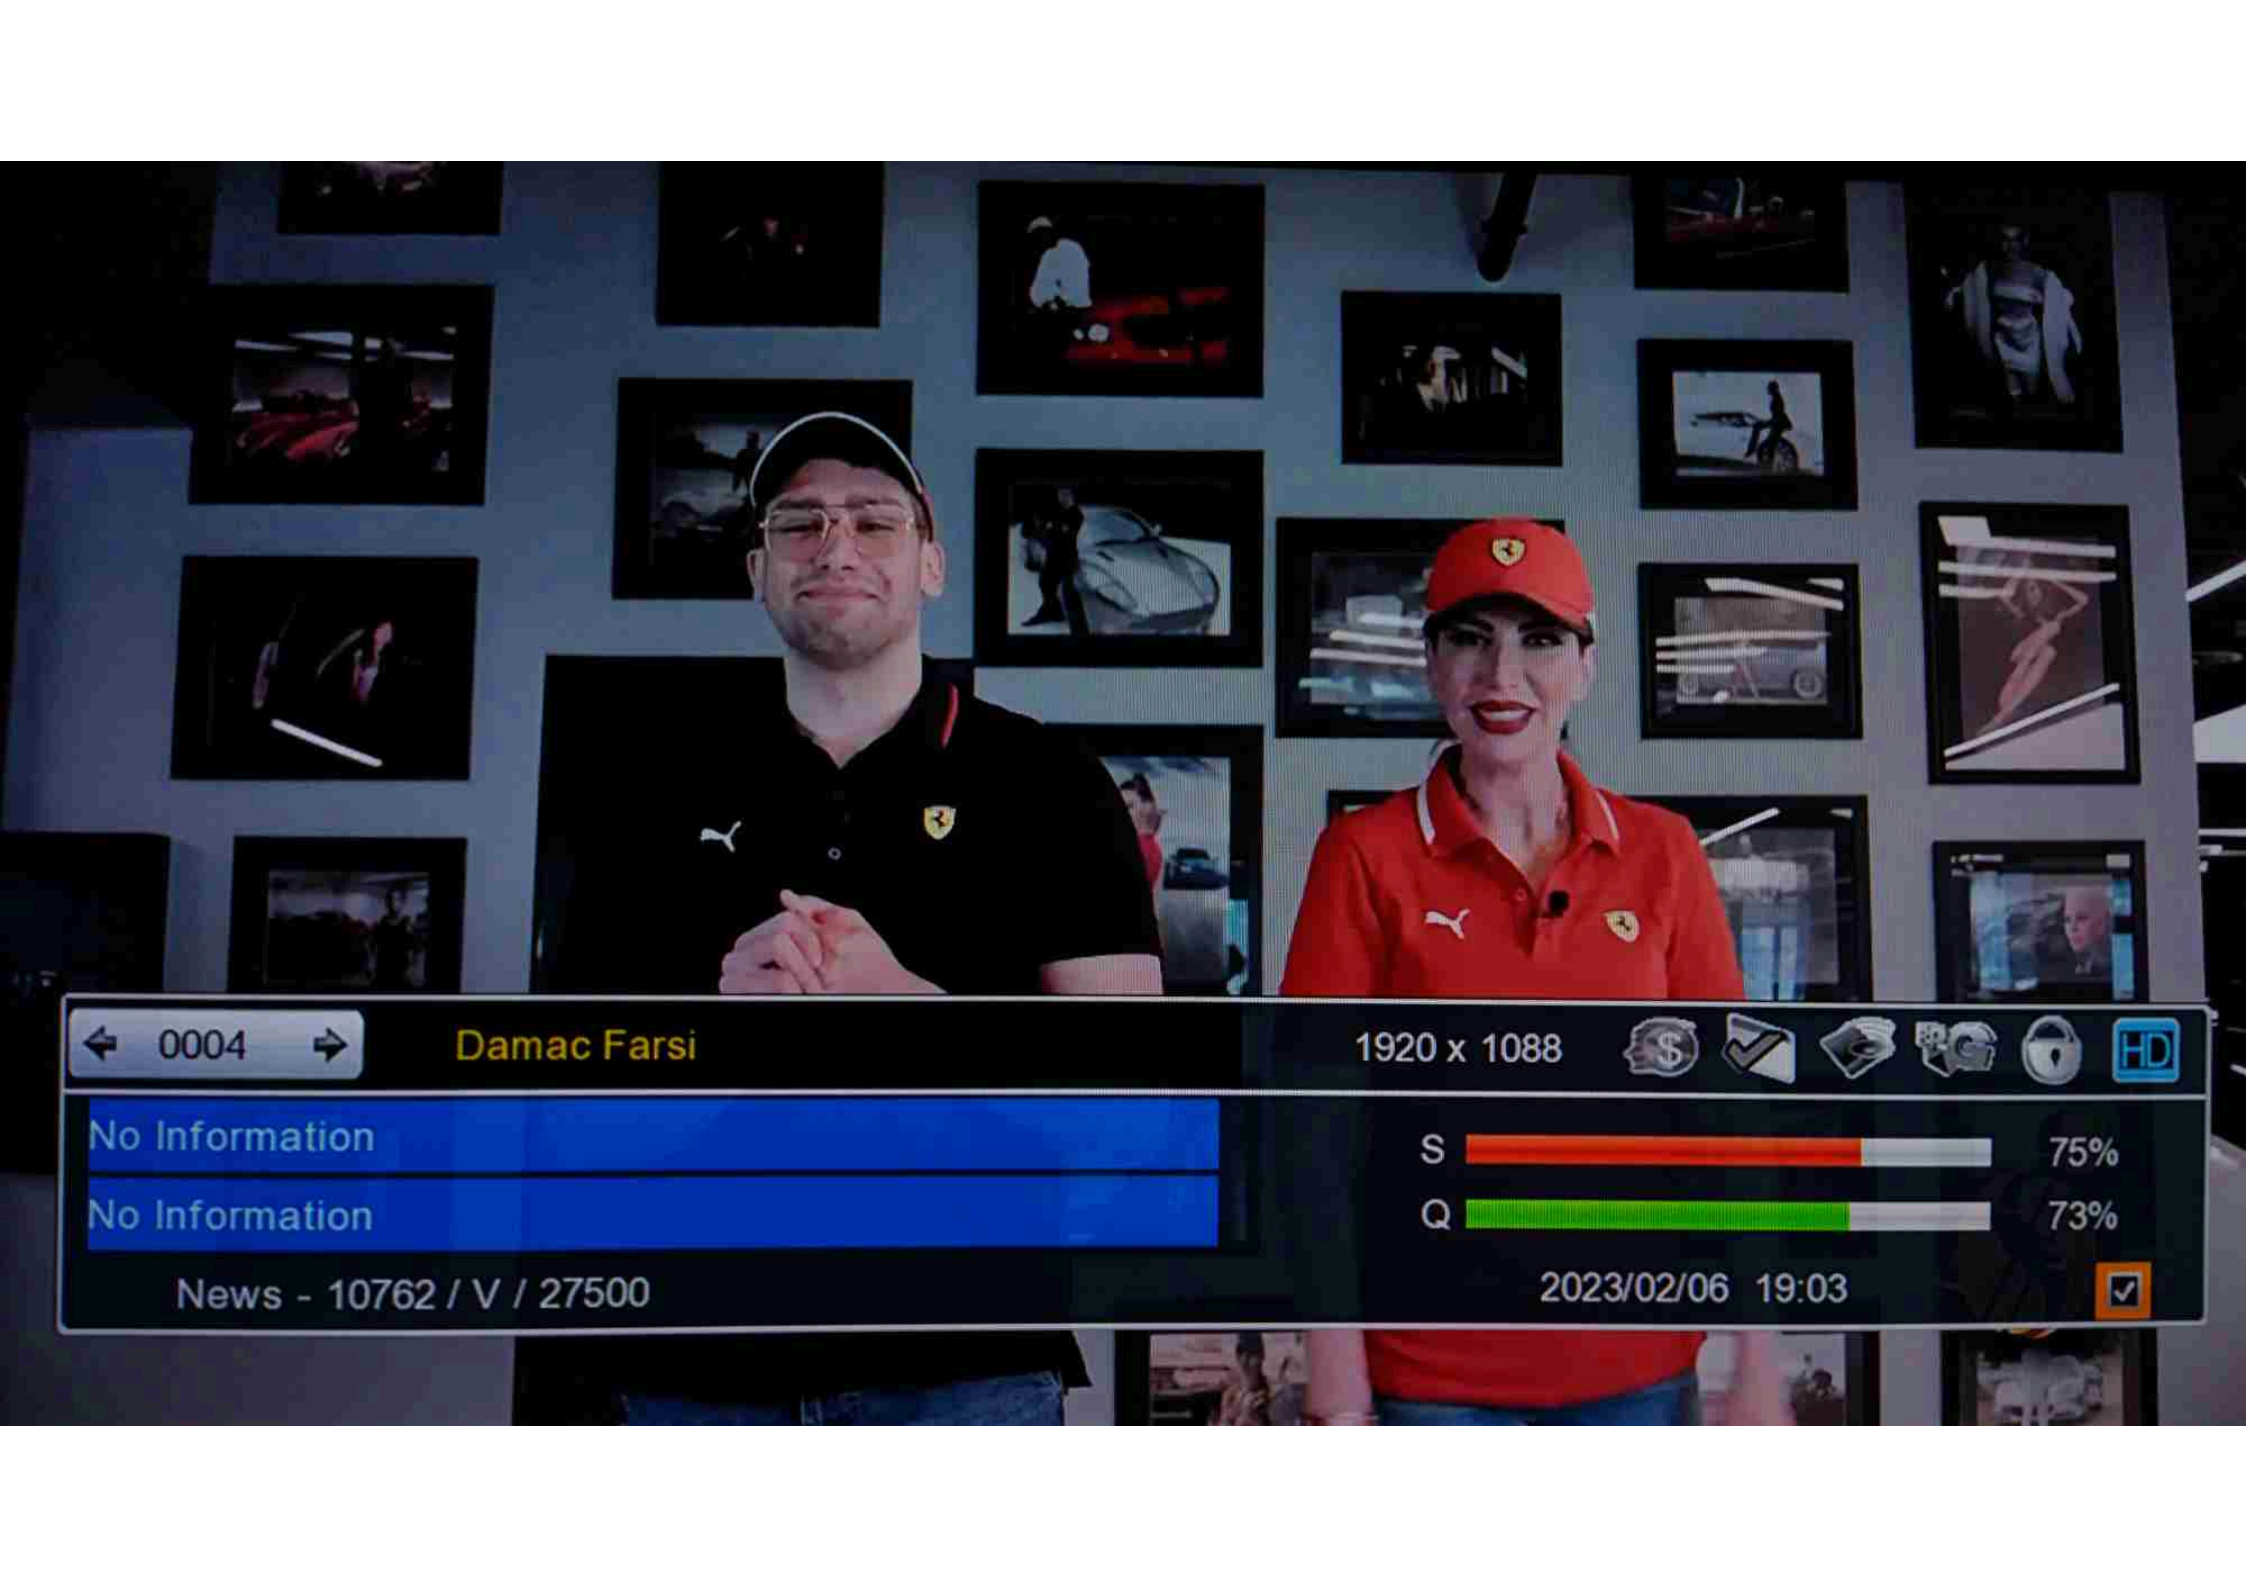 0004 Damac Farsi 1920 x 1088 $ G HD
No Information
S 75%
No Information
Q 73%
News - 10762 / V / 27500
2023/02/06 19:03